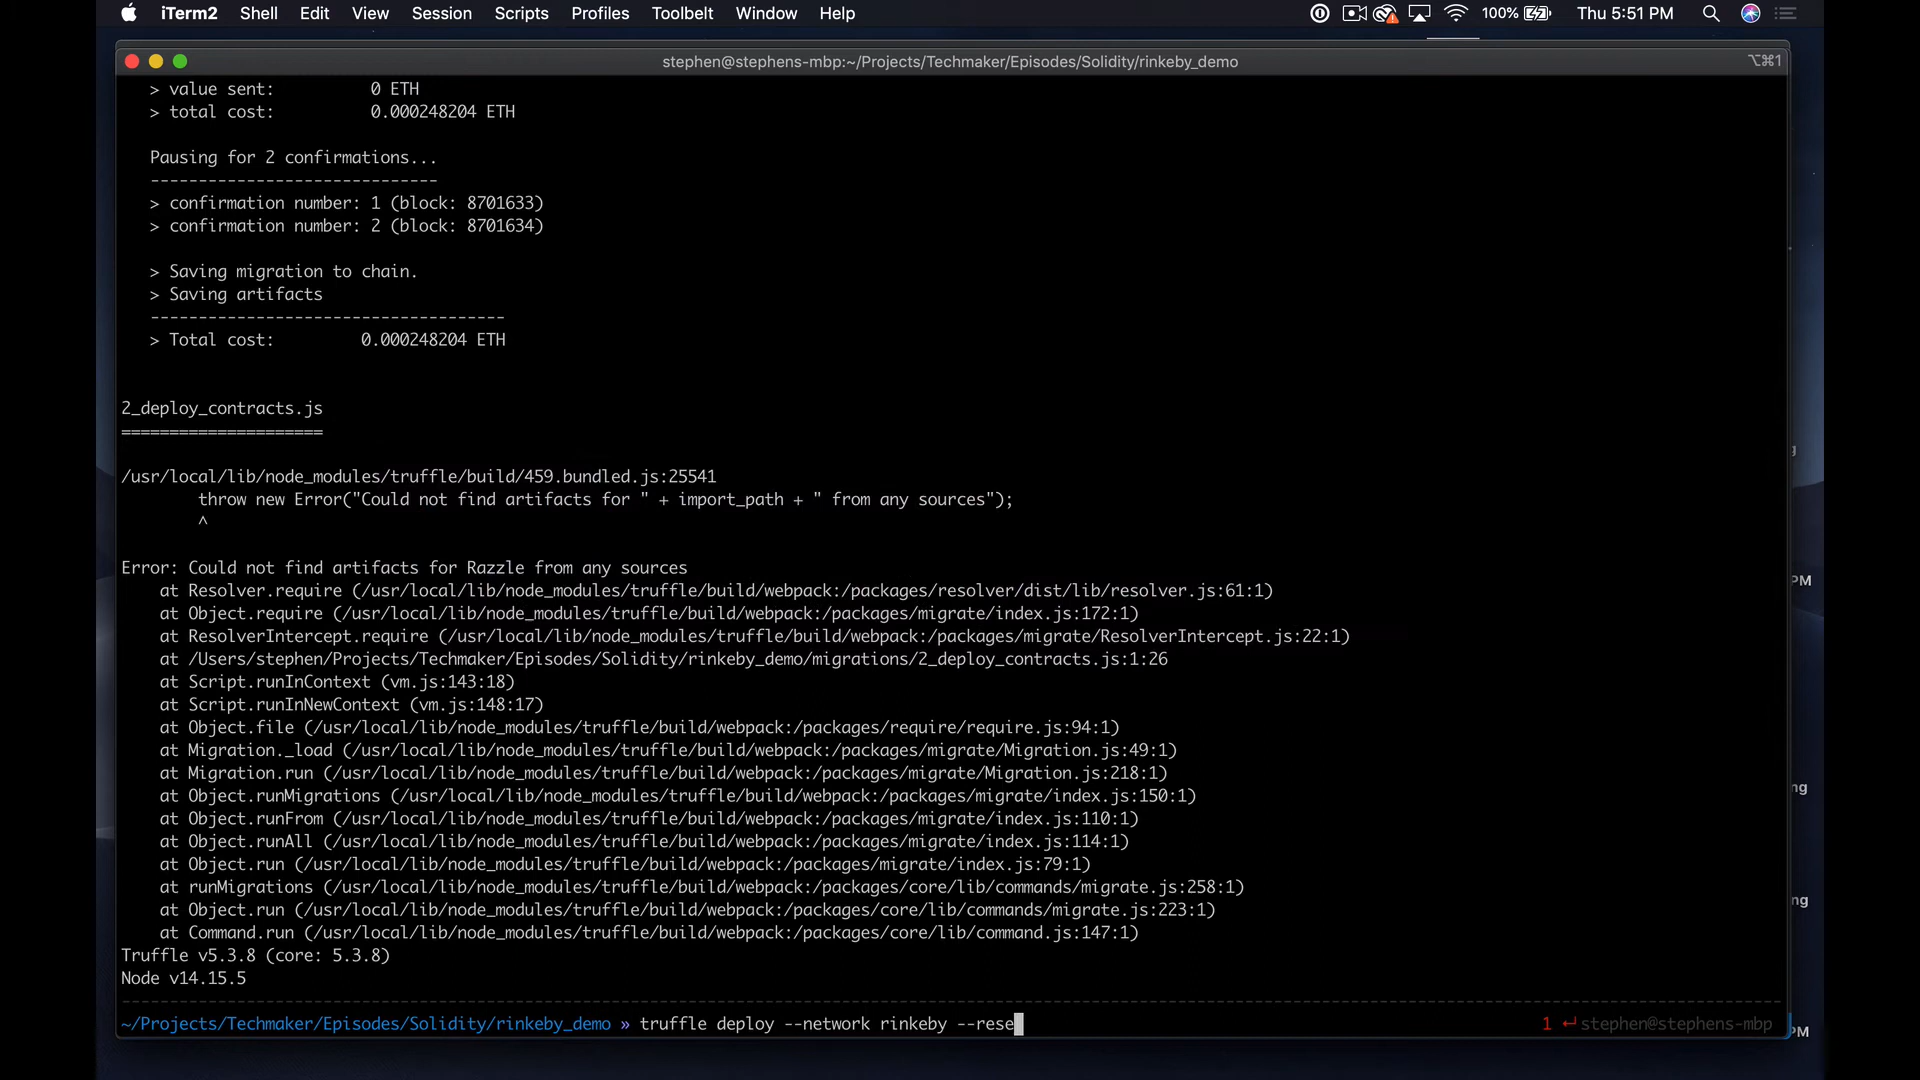 iTerm2 Shell Edit View Session Scripts Profiles Toolbelt Window Help 100% Thu 5:51 PM
stephen@stephens-mbp:~/Projects/Techmaker/Episodes/Solidity/rinkeby_demo ⌥⌘1
> value sent: 0 ETH
> total cost: 0.000248204 ETH
Pausing for 2 confirmations...
------------------------------
> confirmation number: 1 (block: 8701633)
> confirmation number: 2 (block: 8701634)
> Saving migration to chain.
> Saving artifacts
-------------------------------------
> Total cost: 0.000248204 ETH
2_deploy_contracts.js
=====================
/usr/local/lib/node_modules/truffle/build/459.bundled.js:25541
throw new Error("Could not find artifacts for " + import_path + " from any sources");
^
Error: Could not find artifacts for Razzle from any sources
at Resolver.require (/usr/local/lib/node_modules/truffle/build/webpack:/packages/resolver/dist/lib/resolver.js:61:1)
at Object.require (/usr/local/lib/node_modules/truffle/build/webpack:/packages/migrate/index.js:172:1)
at ResolverIntercept.require (/usr/local/lib/node_modules/truffle/build/webpack:/packages/migrate/ResolverIntercept.js:22:1)
at /Users/stephen/Projects/Techmaker/Episodes/Solidity/rinkeby_demo/migrations/2_deploy_contracts.js:1:26
at Script.runInContext (vm.js:143:18)
at Script.runInNewContext (vm.js:148:17)
at Object.file (/usr/local/lib/node_modules/truffle/build/webpack:/packages/require/require.js:94:1)
at Migration._load (/usr/local/lib/node_modules/truffle/build/webpack:/packages/migrate/Migration.js:49:1)
at Migration.run (/usr/local/lib/node_modules/truffle/build/webpack:/packages/migrate/Migration.js:218:1)
at Object.runMigrations (/usr/local/lib/node_modules/truffle/build/webpack:/packages/migrate/index.js:150:1)
at Object.runFrom (/usr/local/lib/node_modules/truffle/build/webpack:/packages/migrate/index.js:110:1)
at Object.runAll (/usr/local/lib/node_modules/truffle/build/webpack:/packages/migrate/index.js:114:1)
at Object.run (/usr/local/lib/node_modules/truffle/build/webpack:/packages/migrate/index.js:79:1)
at runMigrations (/usr/local/lib/node_modules/truffle/build/webpack:/packages/core/lib/commands/migrate.js:258:1)
at Object.run (/usr/local/lib/node_modules/truffle/build/webpack:/packages/core/lib/commands/migrate.js:223:1)
at Command.run (/usr/local/lib/node_modules/truffle/build/webpack:/packages/core/lib/command.js:147:1)
Truffle v5.3.8 (core: 5.3.8)
Node v14.15.5
~/Projects/Techmaker/Episodes/Solidity/rinkeby_demo » truffle deploy --network rinkeby --rese 1 ↵ stephen@stephens-mbp